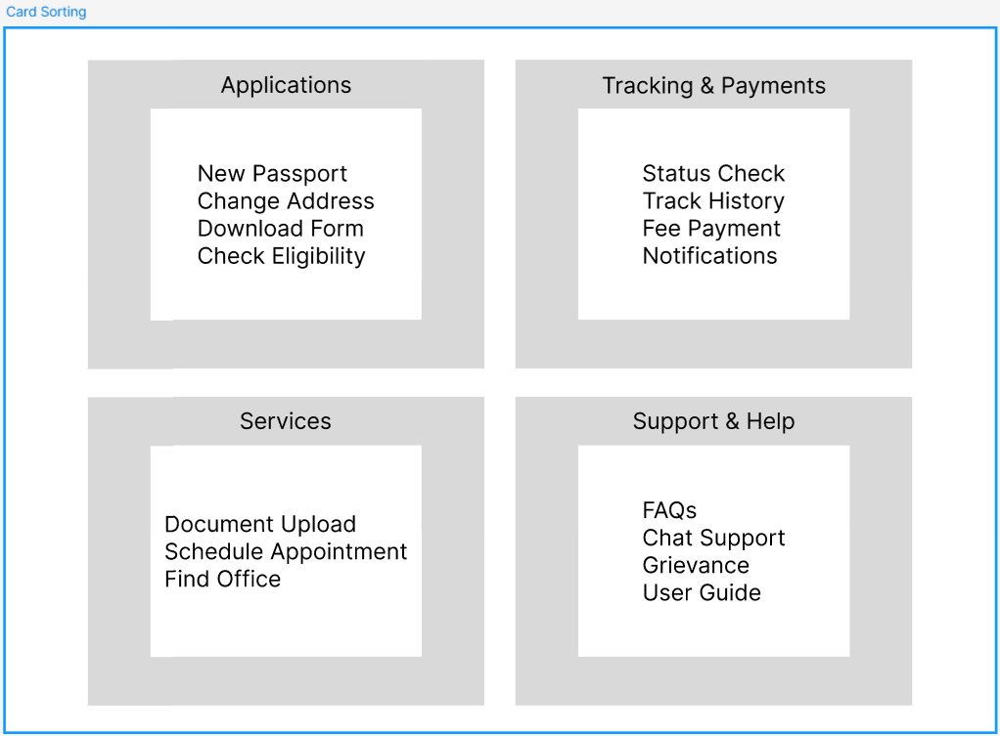 Card Sorting
Applications
New Passport
Change Address
Download Form
Check Eligibility
Tracking & Payments
Status Check
Track History
Fee Payment
Notifications
Services
Document Upload
Schedule Appointment
Find Office
Support & Help
FAQs
Chat Support
Grievance
User Guide